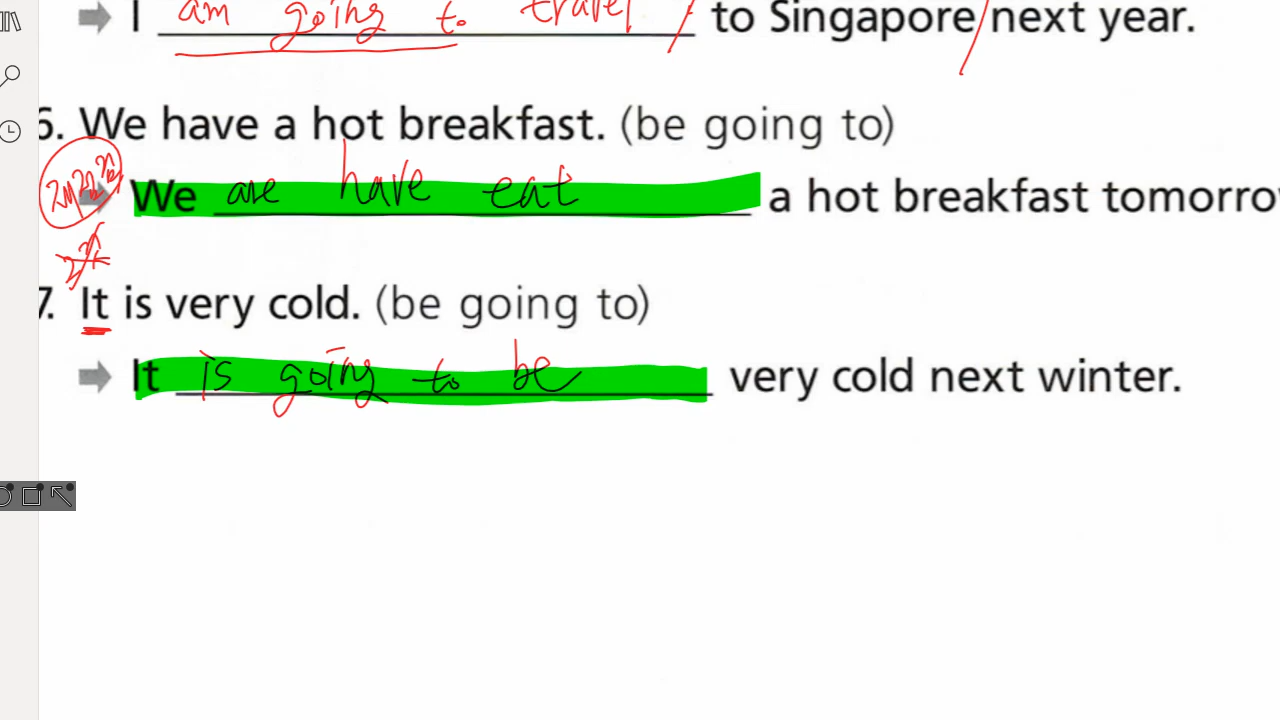 ➡ I am going to travel / to Singapore/next year.
6. We have a hot breakfast. (be going to)
We are have eat a hot breakfast tomorro
7. It is very cold. (be going to)
➡ It is going to be very cold next winter.